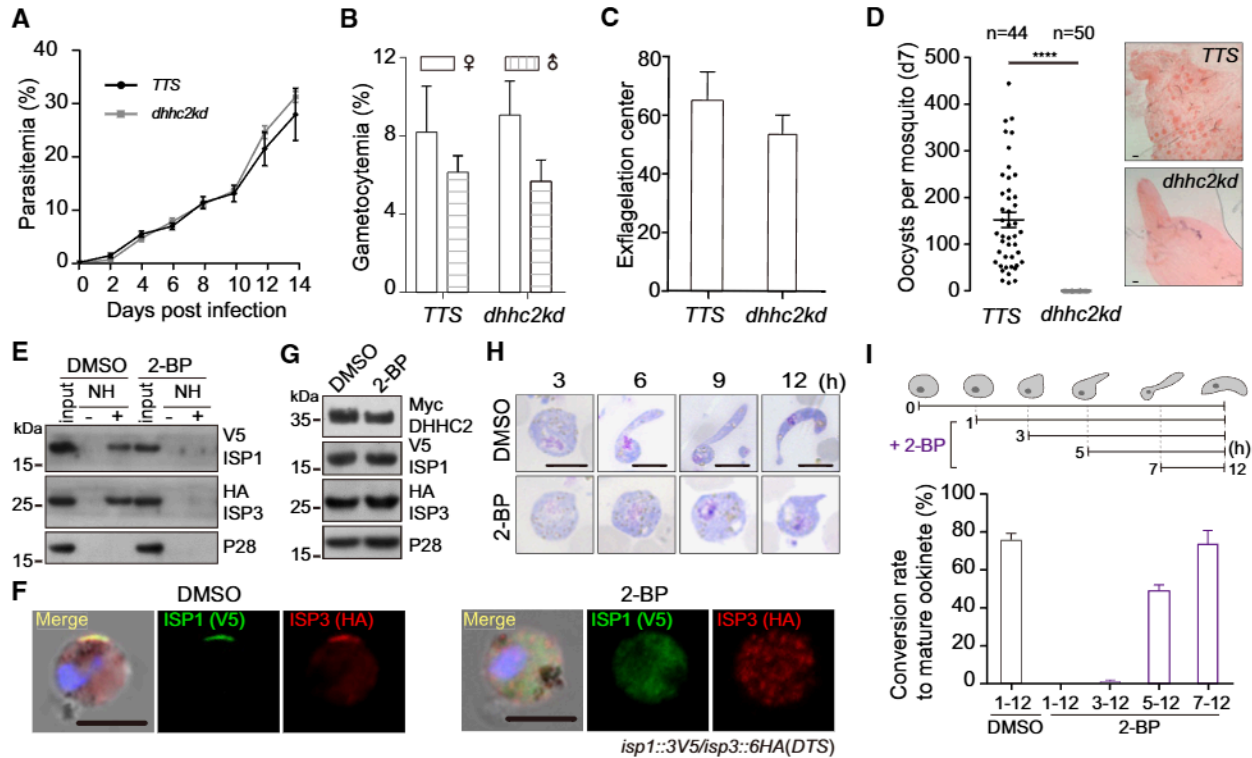 A
Parasitemia (%)
40
30
20
10
0
TTS
dhhc2kd
0 2 4 6 8 10 12 14
Days post infection
B
Gametocytemia (%)
12
8
4
0
♀ ♂
TTS dhhc2kd
C
Exflagelation center
80
60
40
20
0
TTS dhhc2kd
D
Oocysts per mosquito (d7)
n=44 n=50
****
500
400
300
200
100
0
TTS dhhc2kd
TTS
dhhc2kd
E
DMSO 2-BP
input NH input NH
- + - +
kDa
15
25
15
V5
ISP1
HA
ISP3
P28
G
DMSO 2-BP
kDa
35
15
25
15
Myc
DHHC2
V5
ISP1
HA
ISP3
P28
H
3 6 9 12 (h)
DMSO
2-BP
F
DMSO
Merge ISP1 (V5) ISP3 (HA)
2-BP
Merge ISP1 (V5) ISP3 (HA)
isp1::3V5/isp3::6HA(DTS)
I
0
1
+ 2-BP
3
5
(h)
7 12
Conversion rate
to mature ookinete (%)
100
80
60
40
20
0
1-12 1-12 3-12 5-12 7-12
DMSO 2-BP